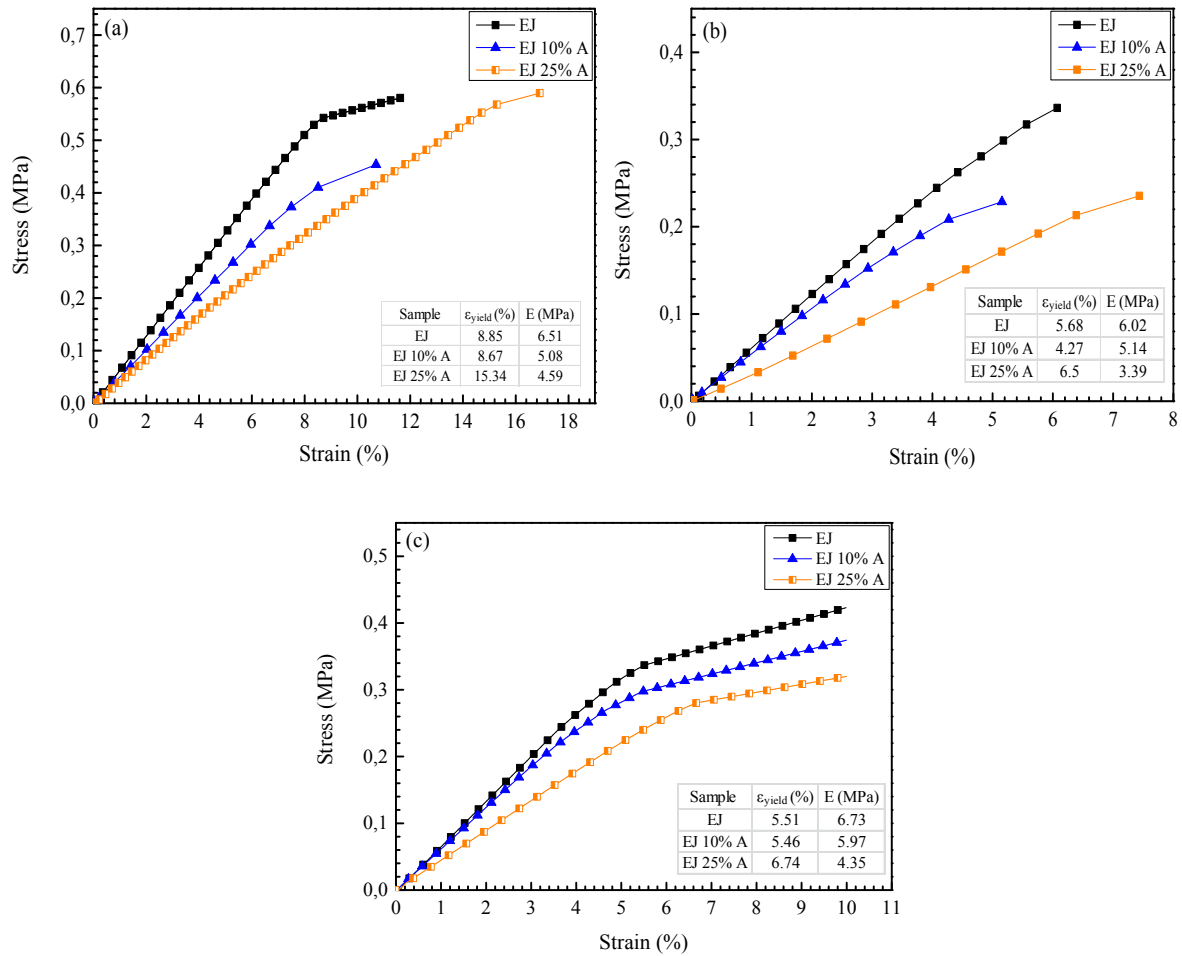 (a)
EJ
EJ 10% A
EJ 25% A
0,7
0,6
0,5
0,4
0,3
0,2
0,1
0,0
Stress (MPa)
Sample εyield (%) E (MPa)
EJ 8.85 6.51
EJ 10% A 8.67 5.08
EJ 25% A 15.34 4.59
0 2 4 6 8 10 12 14 16 18
Strain (%)
(b)
EJ
EJ 10% A
EJ 25% A
0,4
0,2
0,0
Stress (MPa)
Sample εyield (%) E (MPa)
EJ 5.68 6.02
EJ 10% A 4.27 5.14
EJ 25% A 6.5 3.39
0 1 2 3 4 5 6 7 8
Strain (%)
(c)
EJ
EJ 10% A
EJ 25% A
0,5
0,4
0,3
0,2
0,1
0,0
Stress (MPa)
Sample εyield (%) E (MPa)
EJ 5.51 6.73
EJ 10% A 5.46 5.97
EJ 25% A 6.74 4.35
0 1 2 3 4 5 6 7 8 9 10 11
Strain (%)